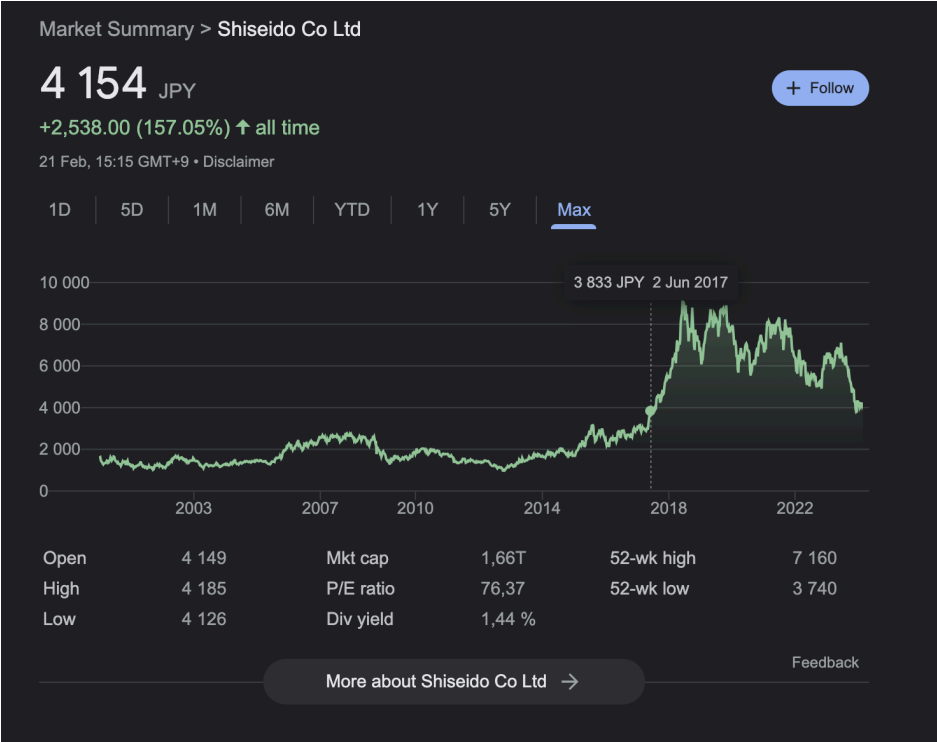 Market Summary > Shiseido Co Ltd
4 154 JPY
+ Follow
+2,538.00 (157.05%) ↑ all time
21 Feb, 15:15 GMT+9 • Disclaimer
1D 5D 1M 6M YTD 1Y 5Y Max
3 833 JPY 2 Jun 2017
10 000
8 000
6 000
4 000
2 000
0
2003 2007 2010 2014 2018 2022
Open 4 149 Mkt cap 1,66T 52-wk high 7 160
High 4 185 P/E ratio 76,37 52-wk low 3 740
Low 4 126 Div yield 1,44 %
Feedback
More about Shiseido Co Ltd →